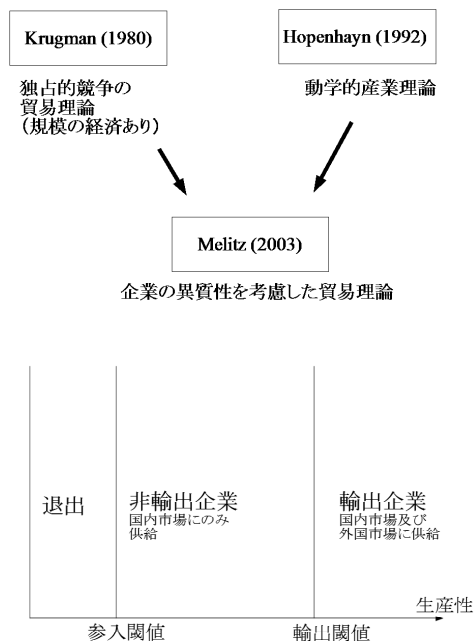 Krugman (1980)
Hopenhayn (1992)
独占的競争の
貿易理論
(規模の経済あり)
動学的産業理論
Melitz (2003)
企業の異質性を考慮した貿易理論
退出
非輸出企業
国内市場にのみ
供給
輸出企業
国内市場及び
外国市場に供給
生産性
参入閾値
輸出閾値